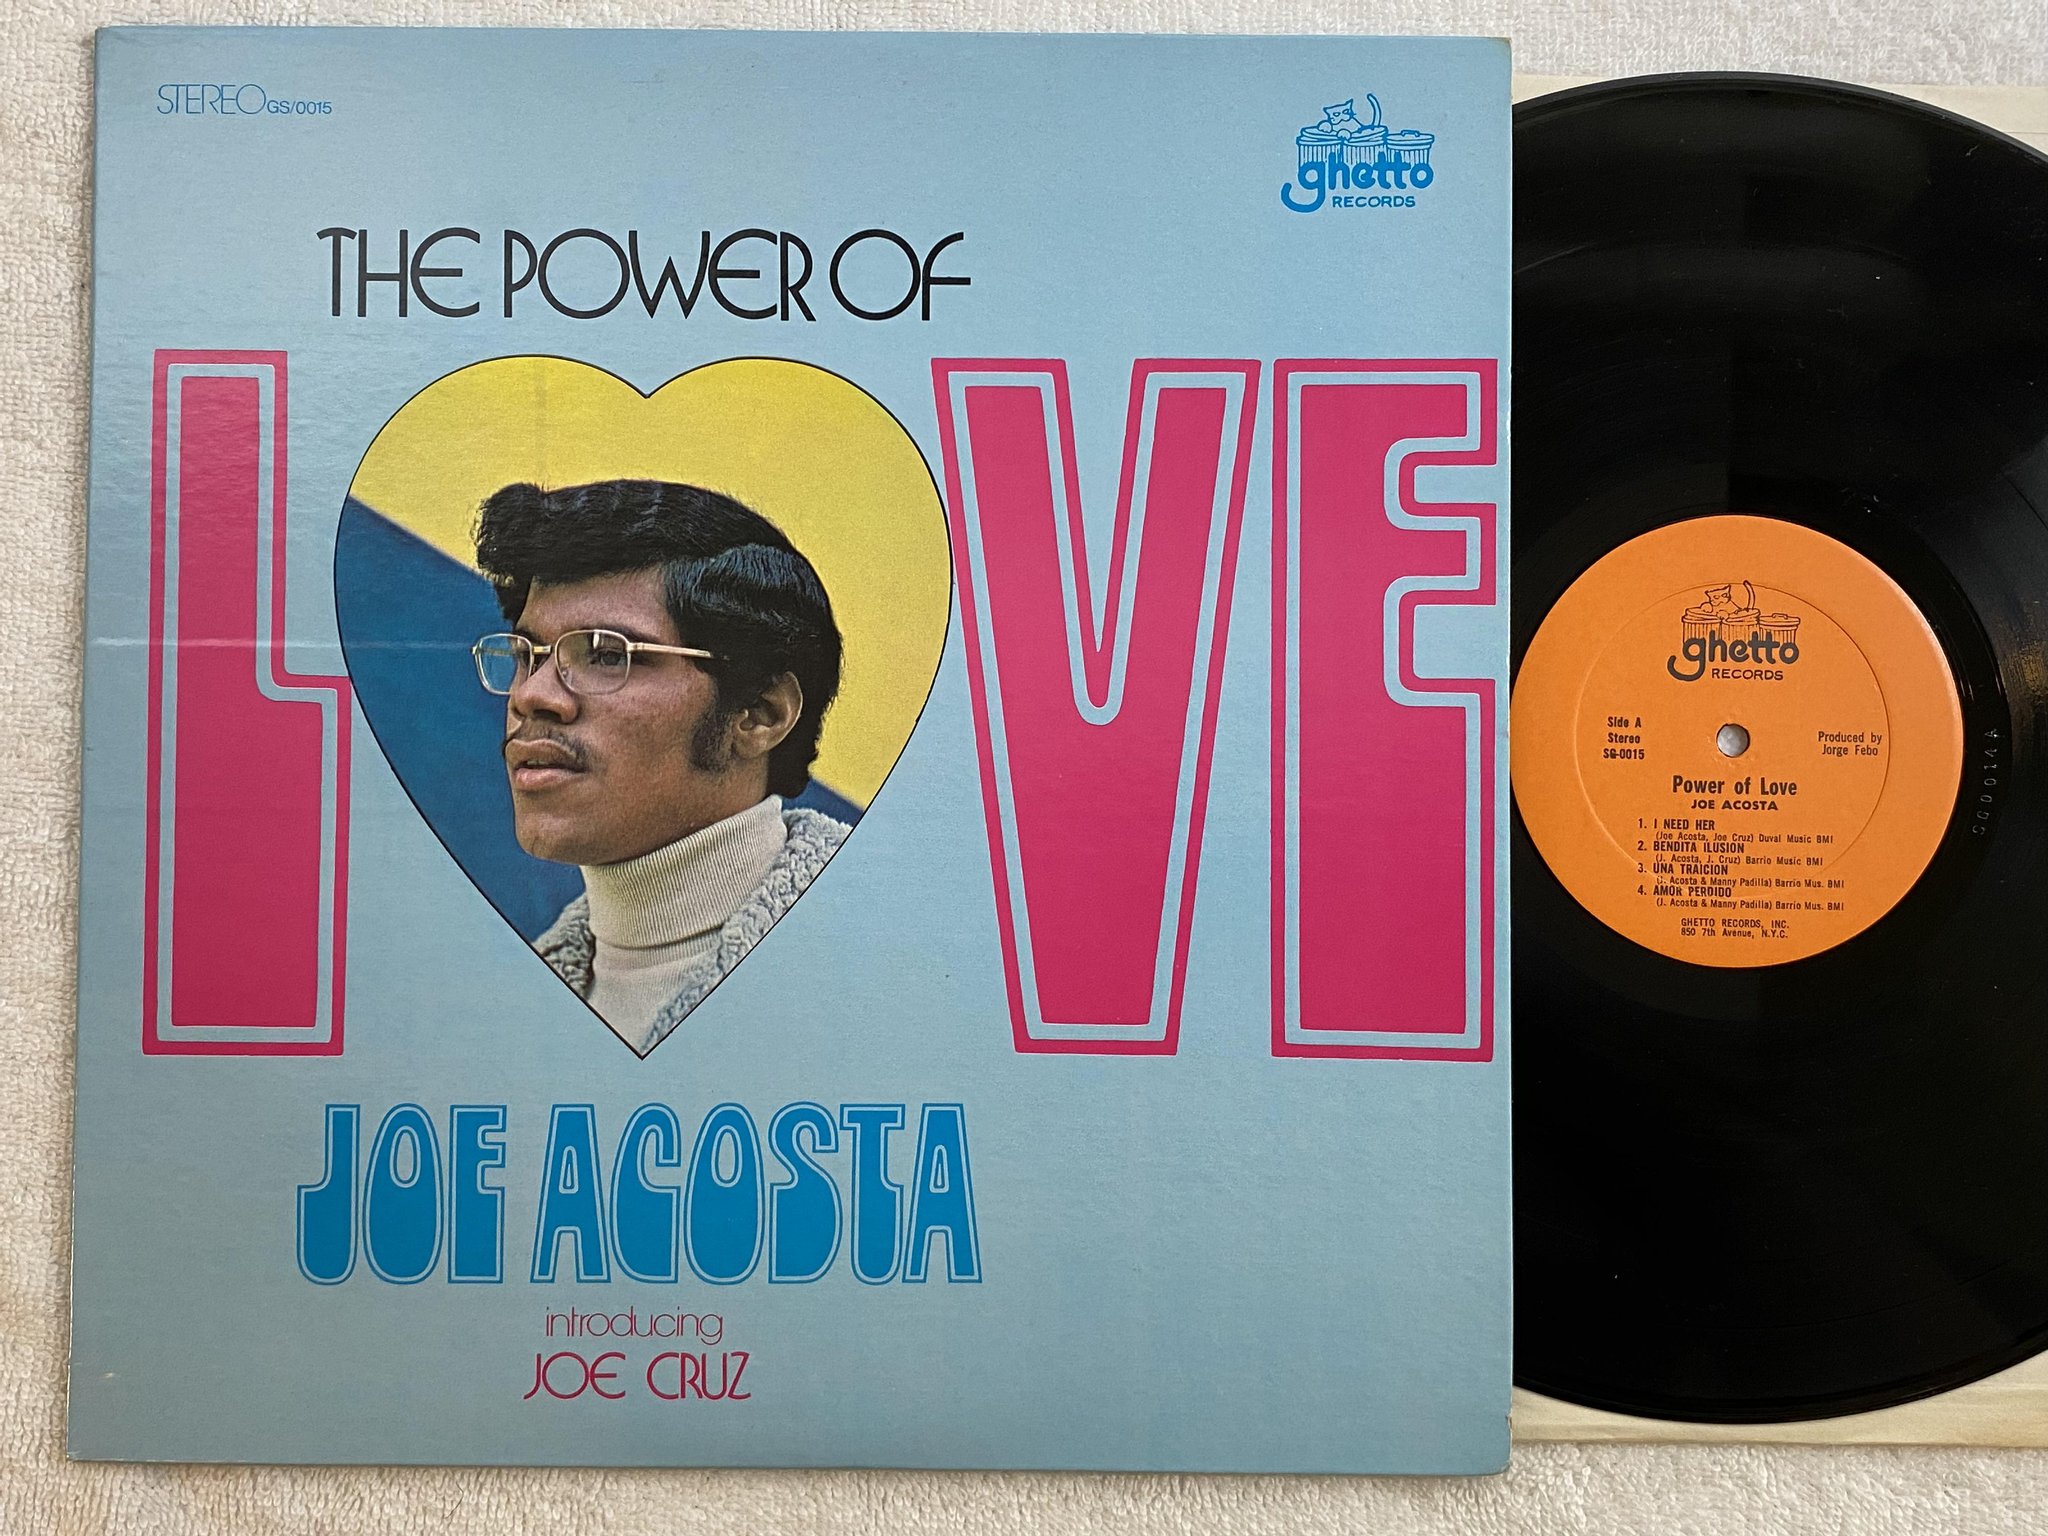 STEREO GS/0015
ghetto
RECORDS
THE POWER OF
LOVE
JOE ACOSTA
introducing
JOE CRUZ
ghetto
RECORDS
Side A
Stereo
SG-0015
Produced by
Jorge Febo
Power of Love
JOE ACOSTA
1. I NEED HER
(Joe Acosta, Joe Cruz) Duval Music BMI
2. BENDITA ILUSION
(J. Acosta, J. Cruz) Barrio Music BMI
3. UNA TRAICION
(J. Acosta & Manny Padilla) Barrio Mus. BMI
4. AMOR PERDIDO
(J. Acosta & Manny Padilla) Barrio Mus. BMI
GHETTO RECORDS, INC.
850 7th Avenue, N.Y.C.